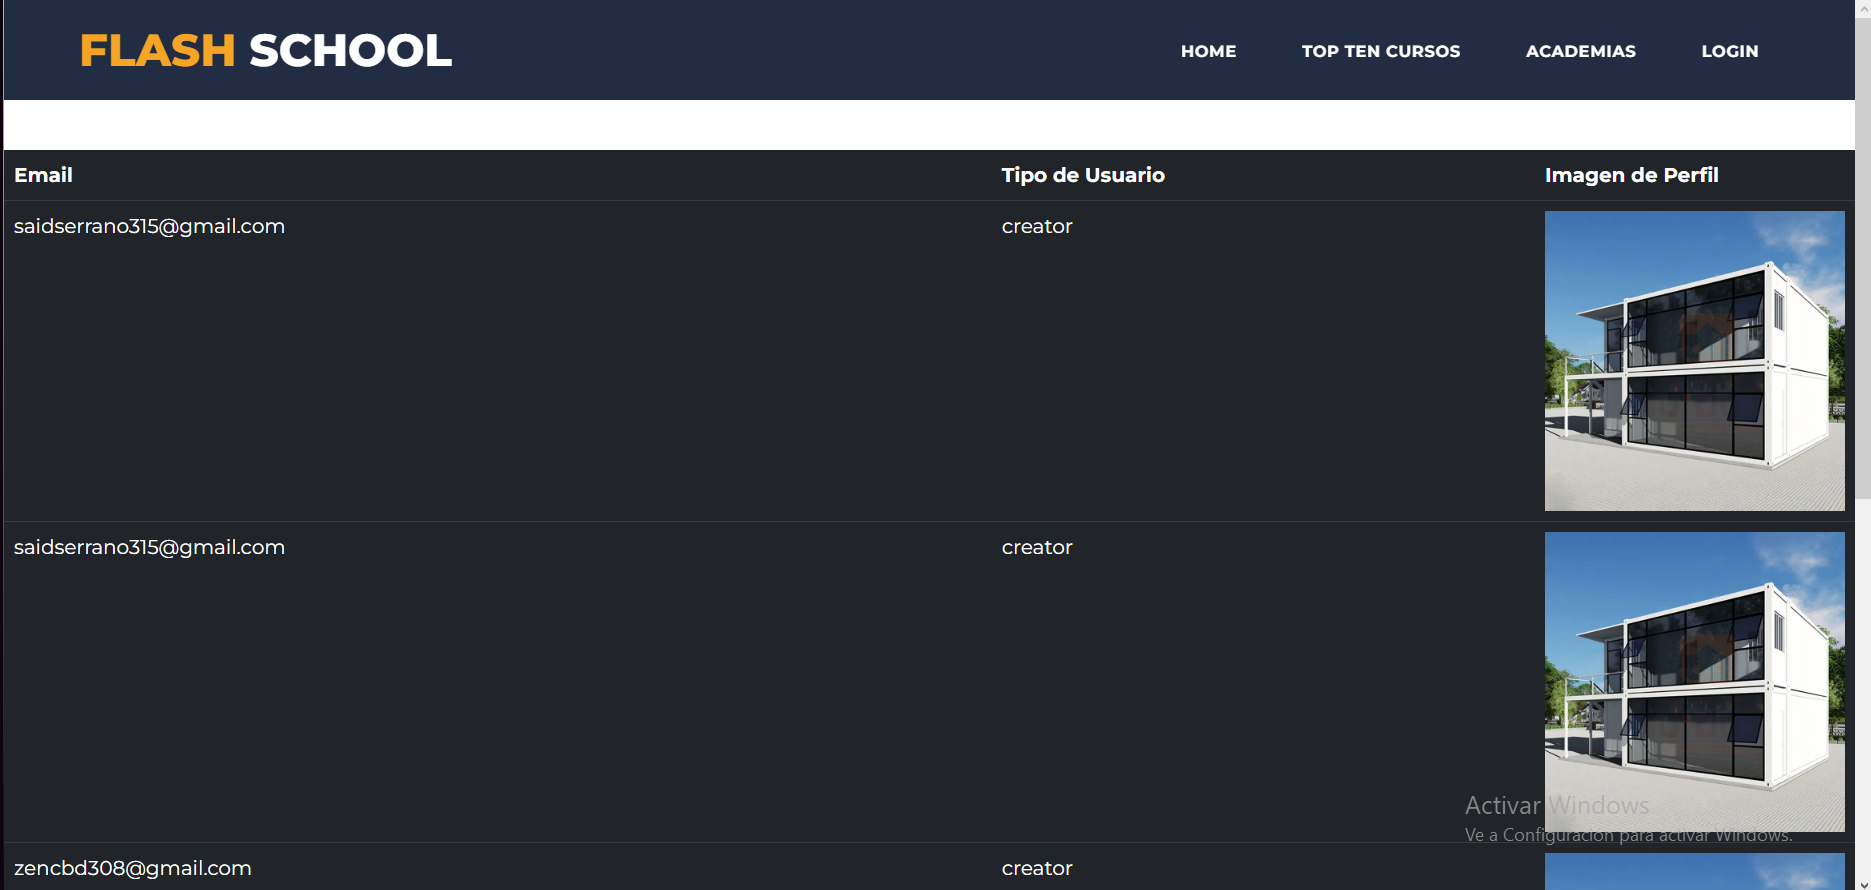 FLASH SCHOOL
HOME TOP TEN CURSOS ACADEMIAS LOGIN
Email Tipo de Usuario Imagen de Perfil
saidserrano315@gmail.com creator
saidserrano315@gmail.com creator
Activar Windows
Ve a Configuración para activar Windows.
zencbd308@gmail.com creator